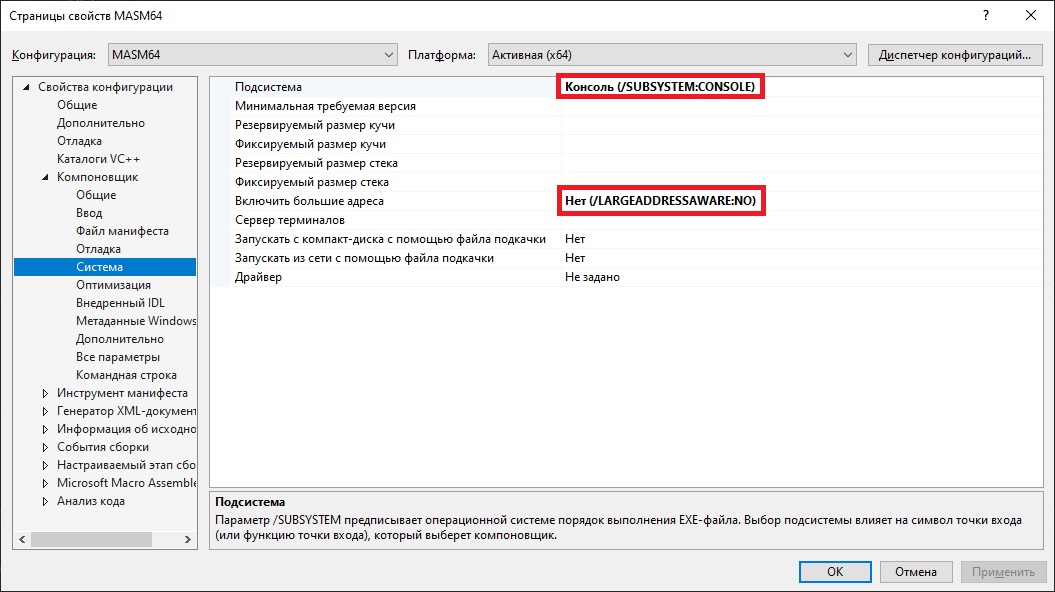 Страницы свойств MASM64
? ×
Конфигурация: MASM64 Платформа: Активная (x64) Диспетчер конфигураций...
Свойства конфигурации
Общие
Дополнительно
Отладка
Каталоги VC++
Компоновщик
Общие
Ввод
Файл манифеста
Отладка
Система
Оптимизация
Внедренный IDL
Метаданные Windows
Дополнительно
Все параметры
Командная строка
Инструмент манифеста
Генератор XML-документ
Информация об исходно
События сборки
Настраиваемый этап сбо
Microsoft Macro Assemble
Анализ кода
Подсистема Консоль (/SUBSYSTEM:CONSOLE)
Минимальная требуемая версия
Резервируемый размер кучи
Фиксируемый размер кучи
Резервируемый размер стека
Фиксируемый размер стека
Включить большие адреса Нет (/LARGEADDRESSAWARE:NO)
Сервер терминалов
Запускать с компакт-диска с помощью файла подкачки Нет
Запускать из сети с помощью файла подкачки Нет
Драйвер Не задано
Подсистема
Параметр /SUBSYSTEM предписывает операционной системе порядок выполнения EXE-файла. Выбор подсистемы влияет на символ точки входа
(или функцию точки входа), который выберет компоновщик.
ОК Отмена Применить